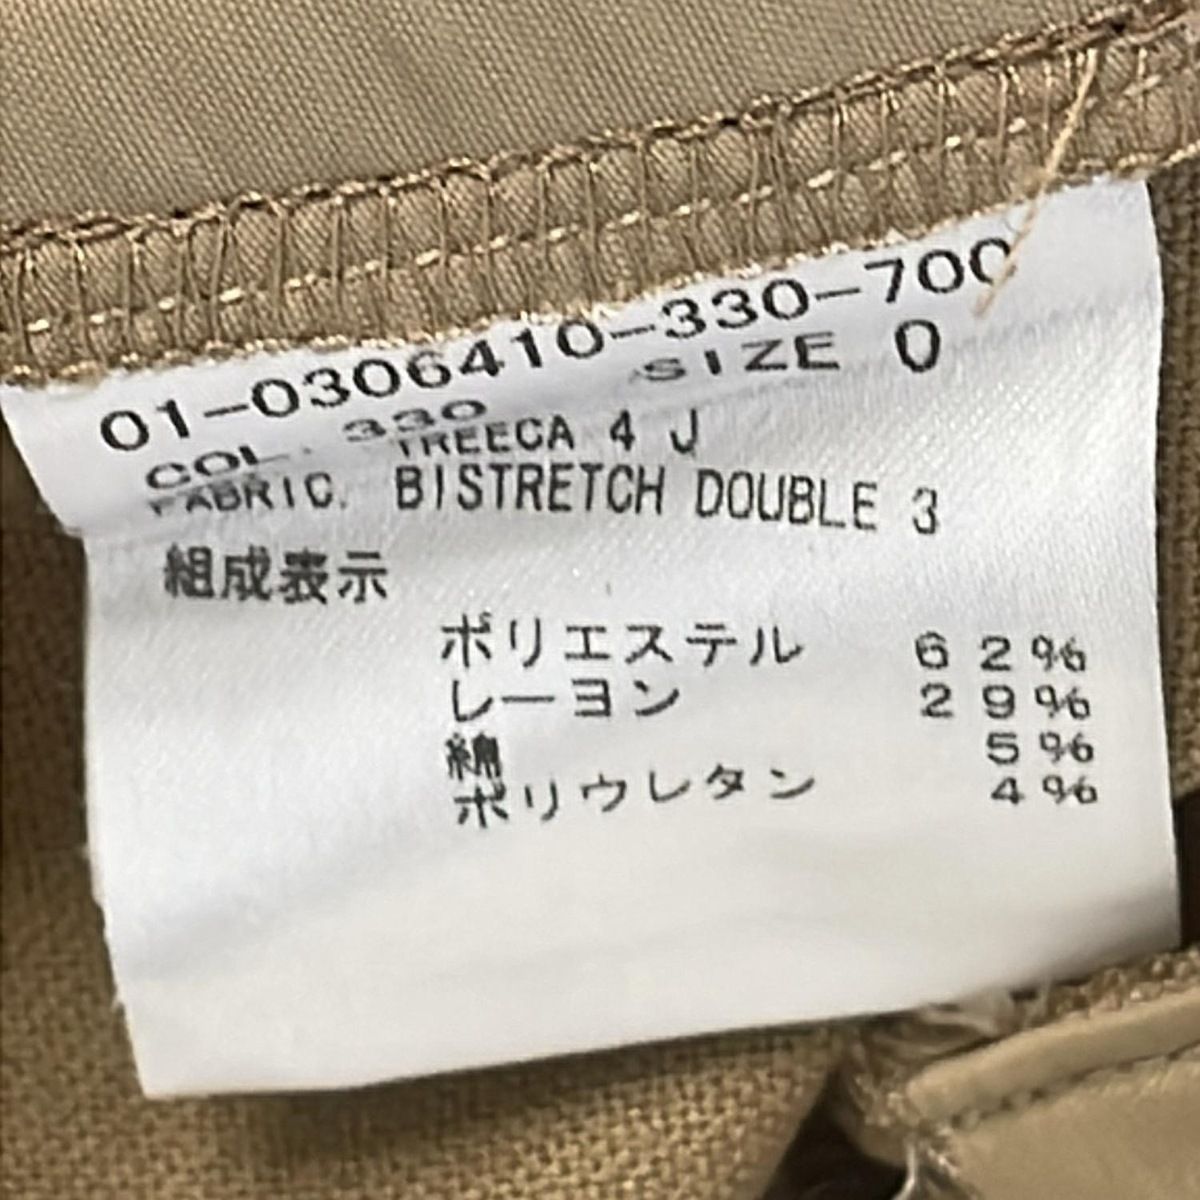 01-0306410-330-700
COL. 330 SIZE 0
TREECA 4 J
FABRIC. BISTRETCH DOUBLE 3
組成表示
ポリエステル 62%
レーヨン 29%
綿 5%
ポリウレタン 4%